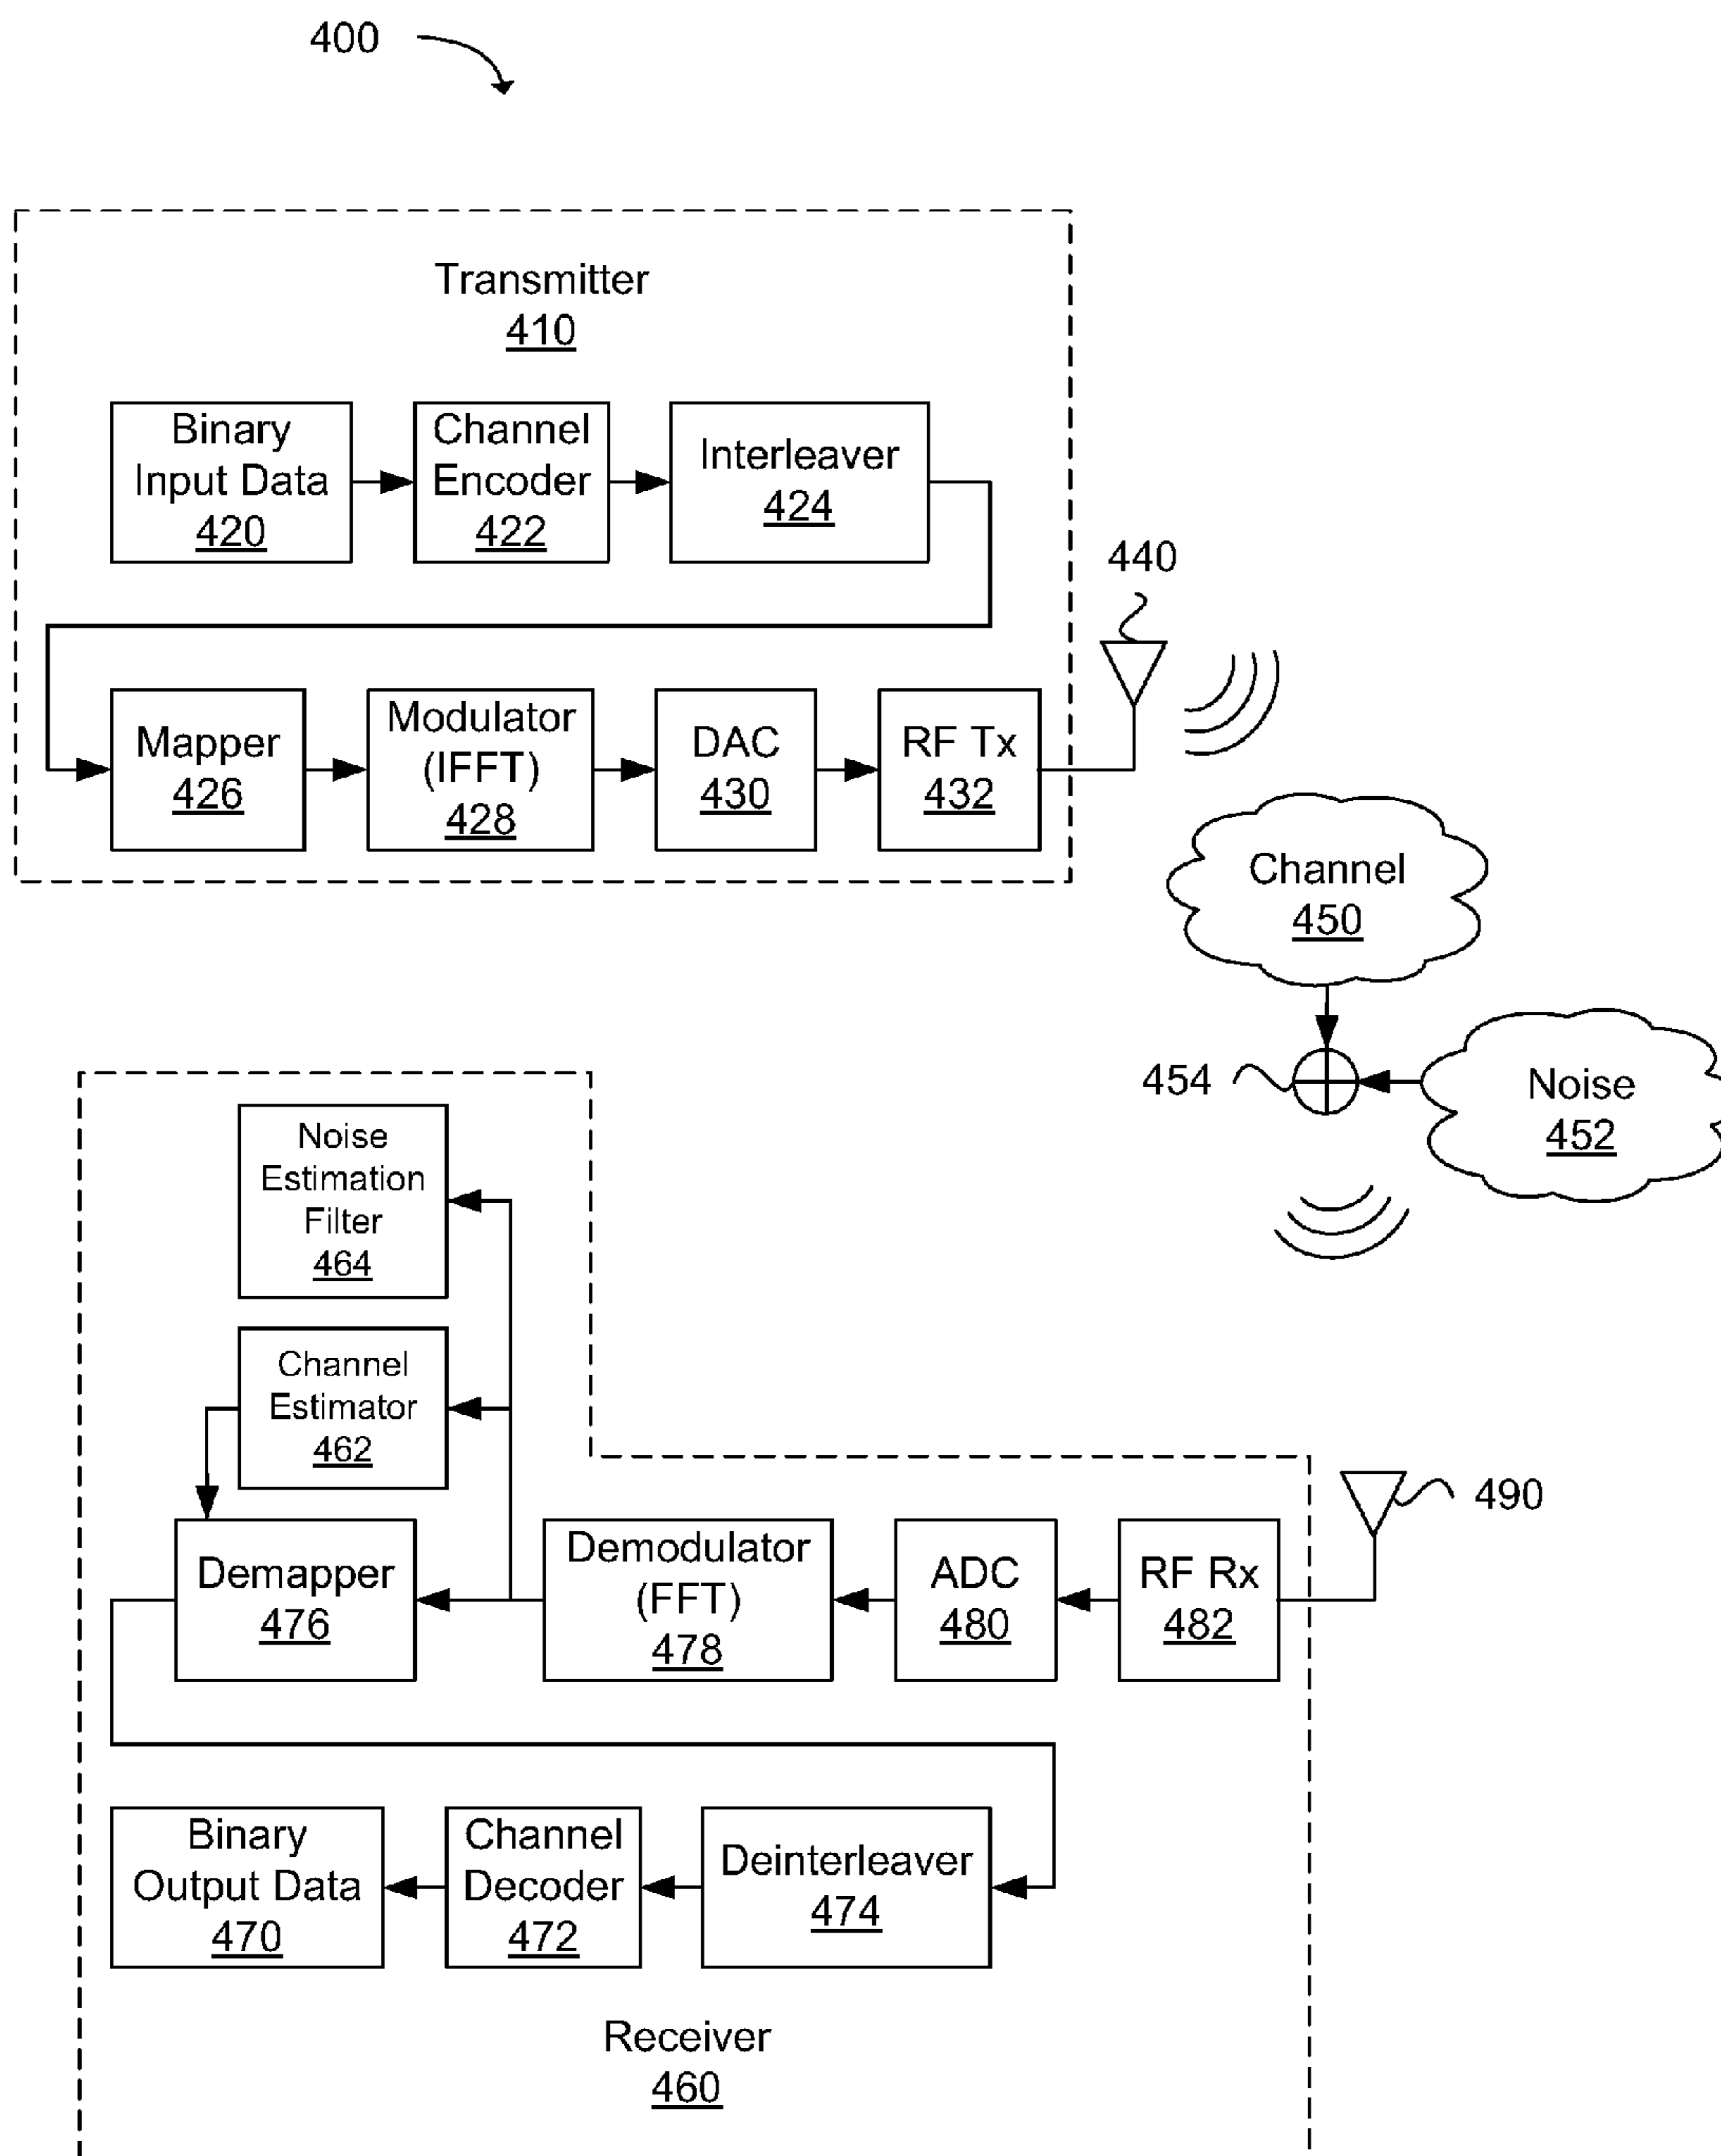 400
Transmitter
410
Binary
Input Data
420
Channel
Encoder
422
Interleaver
424
440
Mapper
426
Modulator
(IFFT)
428
DAC
430
RF Tx
432
Channel
450
454
Noise
452
Noise
Estimation
Filter
464
Channel
Estimator
462
490
Demapper
476
Demodulator
(FFT)
478
ADC
480
RF Rx
482
Binary
Output Data
470
Channel
Decoder
472
Deinterleaver
474
Receiver
460